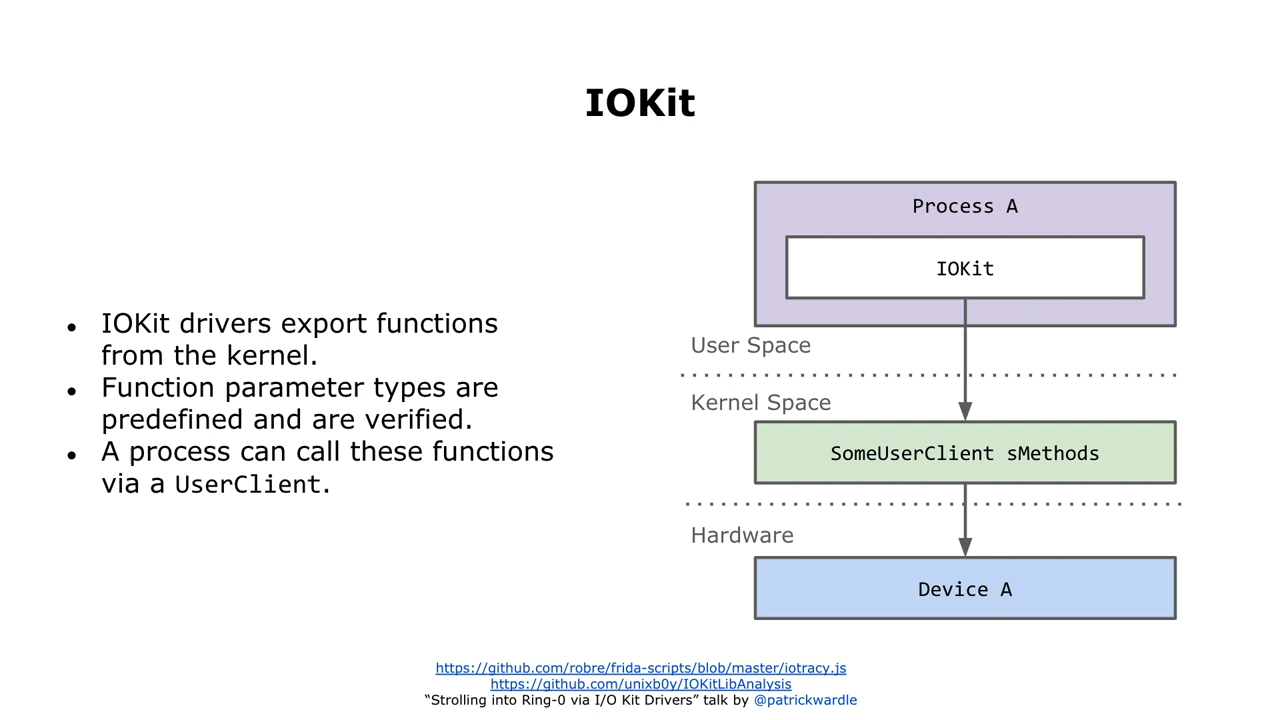 IOKit
● IOKit drivers export functions
from the kernel.
● Function parameter types are
predefined and are verified.
● A process can call these functions
via a UserClient.
Process A
IOKit
User Space
Kernel Space
SomeUserClient sMethods
Hardware
Device A
https://github.com/robre/frida-scripts/blob/master/iotracy.js
https://github.com/unixb0y/IOKitLibAnalysis
“Strolling into Ring-0 via I/O Kit Drivers” talk by @patrickwardle